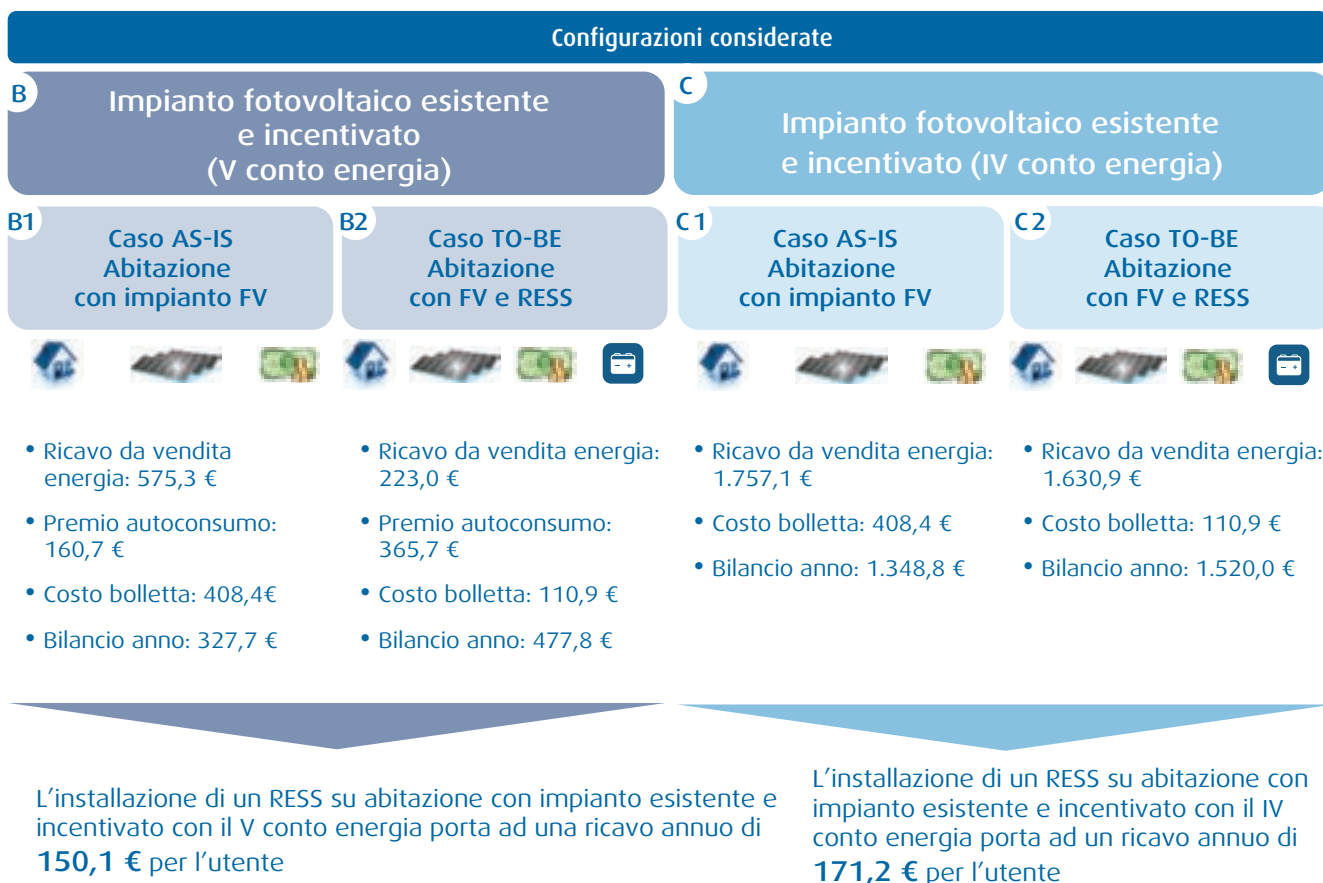 Configurazioni considerate
B
Impianto fotovoltaico esistente
e incentivato
(V conto energia)
C
Impianto fotovoltaico esistente
e incentivato (IV conto energia)
B1
Caso AS-IS
Abitazione
con impianto FV
B2
Caso TO-BE
Abitazione
con FV e RESS
C1
Caso AS-IS
Abitazione
con impianto FV
C2
Caso TO-BE
Abitazione
con FV e RESS
• Ricavo da vendita
energia: 575,3 €
• Premio autoconsumo:
160,7 €
• Costo bolletta: 408,4€
• Bilancio anno: 327,7 €
• Ricavo da vendita energia:
223,0 €
• Premio autoconsumo:
365,7 €
• Costo bolletta: 110,9 €
• Bilancio anno: 477,8 €
• Ricavo da vendita energia:
1.757,1 €
• Costo bolletta: 408,4 €
• Bilancio anno: 1.348,8 €
• Ricavo da vendita energia:
1.630,9 €
• Costo bolletta: 110,9 €
• Bilancio anno: 1.520,0 €
L'installazione di un RESS su abitazione con impianto esistente e
incentivato con il V conto energia porta ad una ricavo annuo di
150,1 € per l'utente
L'installazione di un RESS su abitazione con
impianto esistente e incentivato con il IV
conto energia porta ad un ricavo annuo di
171,2 € per l'utente